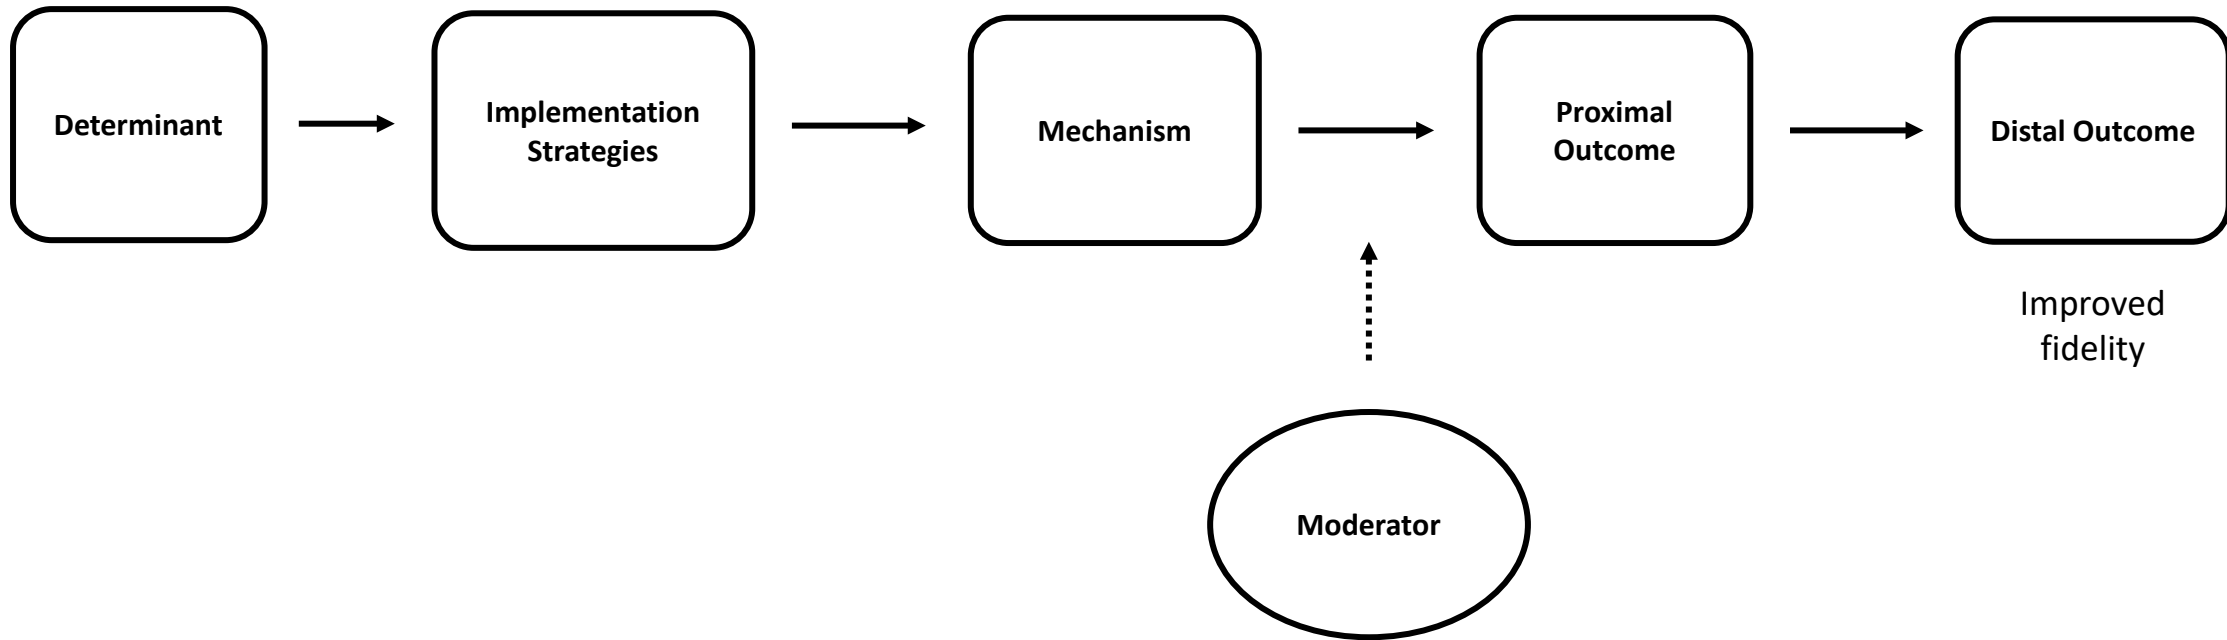 Determinant
Implementation
Strategies
Mechanism
Proximal
Outcome
Distal Outcome
Improved
fidelity
Moderator